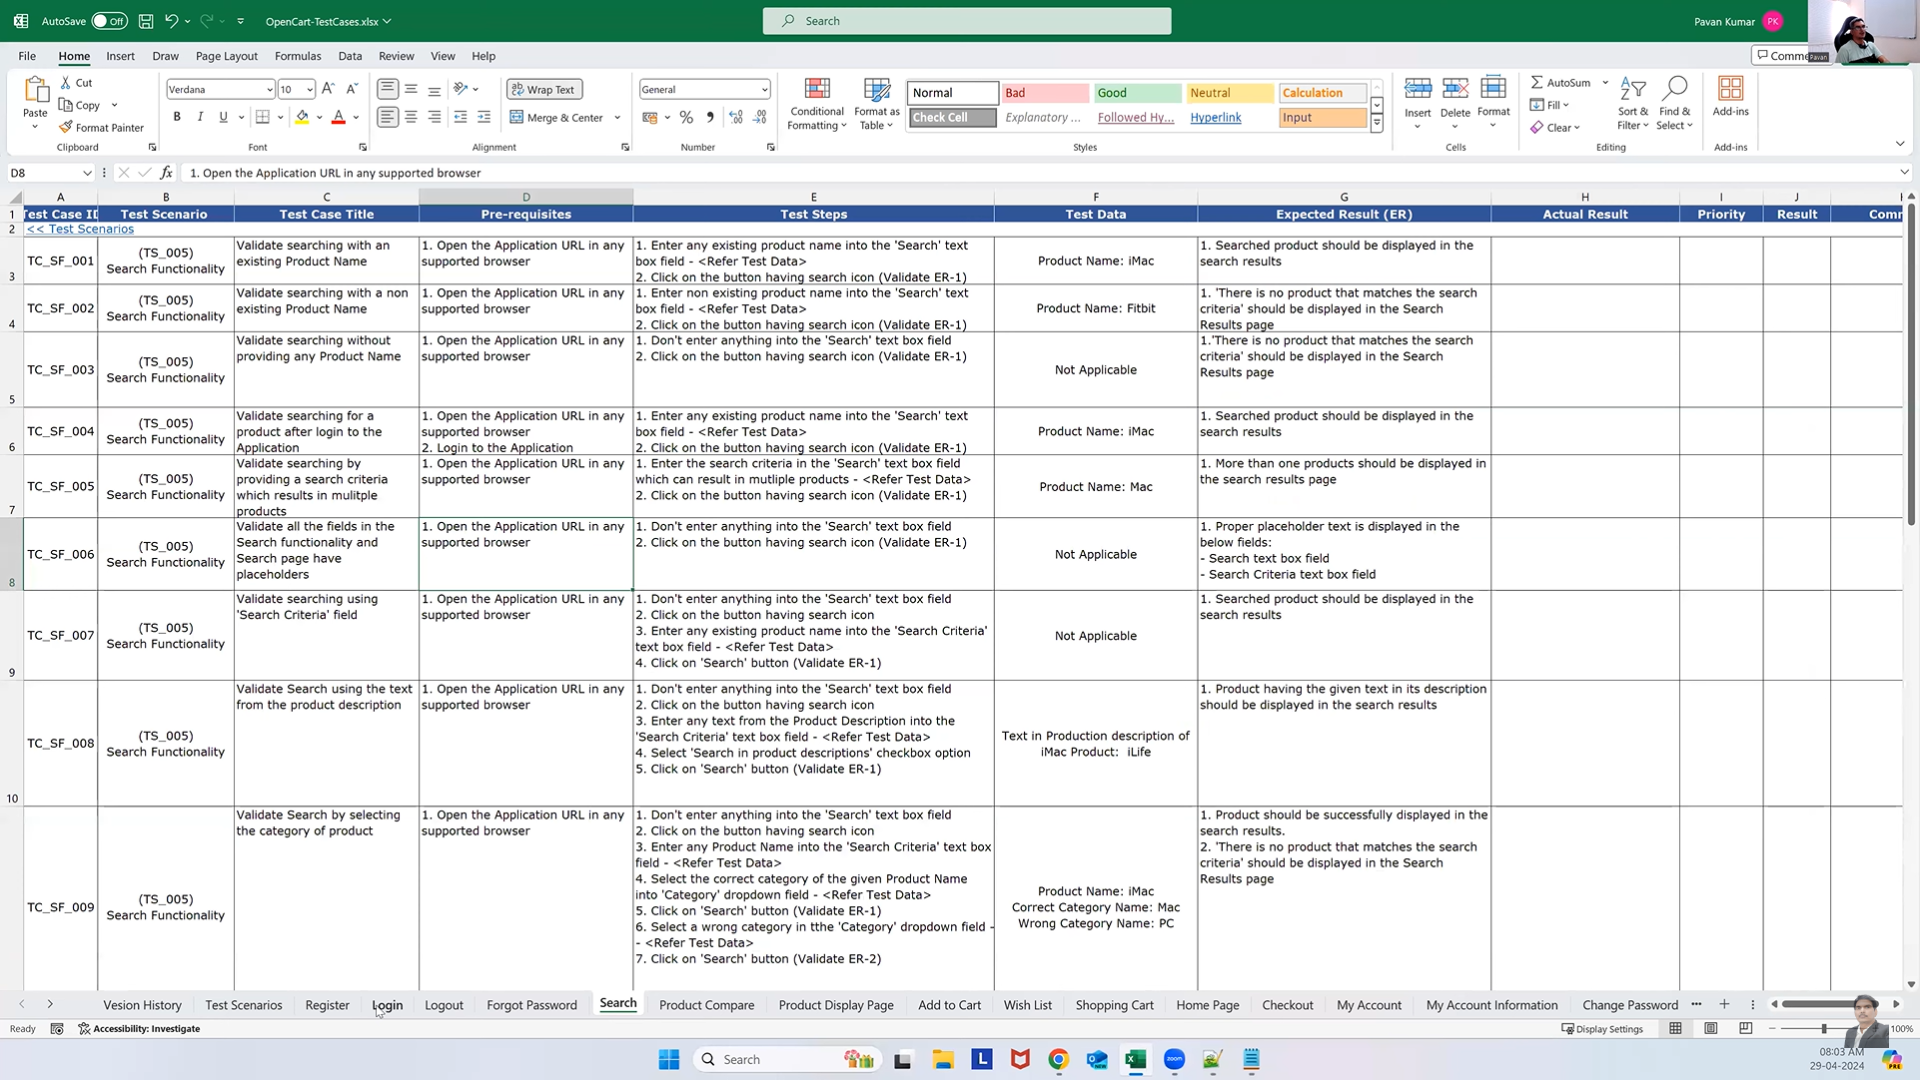 AutoSave Off OpenCart-TestCases.xlsx Search Pavan Kumar PK
Pavan
File Home Insert Draw Page Layout Formulas Data Review View Help
Paste Cut Copy Format Painter Clipboard
Verdana 10 B I U Font
Wrap Text Merge & Center Alignment
General Number
Conditional Formatting Format as Table
Normal Bad Good Neutral Calculation
Check Cell Explanatory ... Followed Hy... Hyperlink Input
Styles
Insert Delete Format Cells
AutoSum Fill Clear Sort & Filter Find & Select Editing
Add-ins Add-ins
D8 fx 1. Open the Application URL in any supported browser
A B C D E F G H I J
1 Test Scenario Test Case Title Pre-requisites Test Steps Test Data Expected Result (ER) Actual Result Priority Result
2 << Test Scenarios
3 TC_SF_001
(TS_005)
Search Functionality
Validate searching with an
existing Product Name
1. Open the Application URL in any
supported browser
1. Enter any existing product name into the 'Search' text
box field - <Refer Test Data>
2. Click on the button having search icon (Validate ER-1)
Product Name: iMac
1. Searched product should be displayed in the
search results
4 TC_SF_002
(TS_005)
Search Functionality
Validate searching with a non
existing Product Name
1. Open the Application URL in any
supported browser
1. Enter non existing product name into the 'Search' text
box field - <Refer Test Data>
2. Click on the button having search icon (Validate ER-1)
Product Name: Fitbit
1. 'There is no product that matches the search
criteria' should be displayed in the Search
Results page
5 TC_SF_003
(TS_005)
Search Functionality
Validate searching without
providing any Product Name
1. Open the Application URL in any
supported browser
1. Don't enter anything into the 'Search' text box field
2. Click on the button having search icon (Validate ER-1)
Not Applicable
1.'There is no product that matches the search
criteria' should be displayed in the Search
Results page
6 TC_SF_004
(TS_005)
Search Functionality
Validate searching for a
product after login to the
Application
1. Open the Application URL in any
supported browser
2. Login to the Application
1. Enter any existing product name into the 'Search' text
box field - <Refer Test Data>
2. Click on the button having search icon (Validate ER-1)
Product Name: iMac
1. Searched product should be displayed in the
search results
7 TC_SF_005
(TS_005)
Search Functionality
Validate searching by
providing a search criteria
which results in mulitple
products
1. Open the Application URL in any
supported browser
1. Enter the search criteria in the 'Search' text box field
which can result in mutliple products - <Refer Test Data>
2. Click on the button having search icon (Validate ER-1)
Product Name: Mac
1. More than one products should be displayed in
the search results page
8 TC_SF_006
(TS_005)
Search Functionality
Validate all the fields in the
Search functionality and
Search page have
placeholders
1. Open the Application URL in any
supported browser
1. Don't enter anything into the 'Search' text box field
2. Click on the button having search icon (Validate ER-1)
Not Applicable
1. Proper placeholder text is displayed in the
below fields:
- Search text box field
- Search Criteria text box field
9 TC_SF_007
(TS_005)
Search Functionality
Validate searching using
'Search Criteria' field
1. Open the Application URL in any
supported browser
1. Don't enter anything into the 'Search' text box field
2. Click on the button having search icon
3. Enter any existing product name into the 'Search Criteria'
text box field - <Refer Test Data>
4. Click on 'Search' button (Validate ER-1)
Not Applicable
1. Searched product should be displayed in the
search results
10 TC_SF_008
(TS_005)
Search Functionality
Validate Search using the text
from the product description
1. Open the Application URL in any
supported browser
1. Don't enter anything into the 'Search' text box field
2. Click on the button having search icon
3. Enter any text from the Product Description into the
'Search Criteria' text box field - <Refer Test Data>
4. Select 'Search in product descriptions' checkbox option
5. Click on 'Search' button (Validate ER-1)
Text in Production description of
iMac Product: iLife
1. Product having the given text in its description
should be displayed in the search results
TC_SF_009
(TS_005)
Search Functionality
Validate Search by selecting
the category of product
1. Open the Application URL in any
supported browser
1. Don't enter anything into the 'Search' text box field
2. Click on the button having search icon
3. Enter any Product Name into the 'Search Criteria' text box
field - <Refer Test Data>
4. Select the correct category of the given Product Name
into 'Category' dropdown field - <Refer Test Data>
5. Click on 'Search' button (Validate ER-1)
6. Select a wrong category in tthe 'Category' dropdown field -
- <Refer Test Data>
7. Click on 'Search' button (Validate ER-2)
Product Name: iMac
Correct Category Name: Mac
Wrong Category Name: PC
1. Product should be successfully displayed in the
search results.
2. 'There is no product that matches the search
criteria' should be displayed in the Search
Results page
Vesion History Test Scenarios Register Login Logout Forgot Password Search Product Compare Product Display Page Add to Cart Wish List Shopping Cart Home Page Checkout My Account My Account Information Change Password
Ready Accessibility: Investigate Display Settings 100%
Search L zoom PRE
08:03 AM
29-04-2024